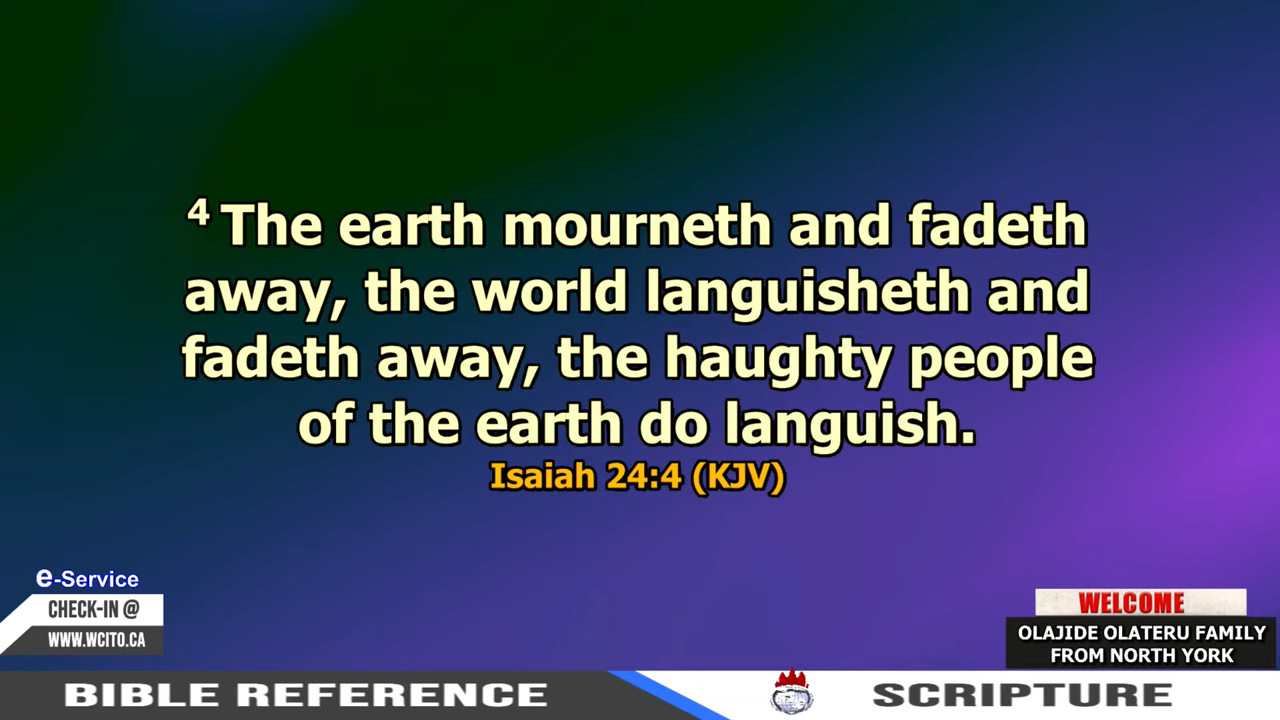 4 The earth mourneth and fadeth
away, the world languisheth and
fadeth away, the haughty people
of the earth do languish.
Isaiah 24:4 (KJV)
e-Service
CHECK-IN @
WWW.WCITO.CA
WELCOME
OLAJIDE OLATERU FAMILY
FROM NORTH YORK
BIBLE REFERENCE
SCRIPTURE